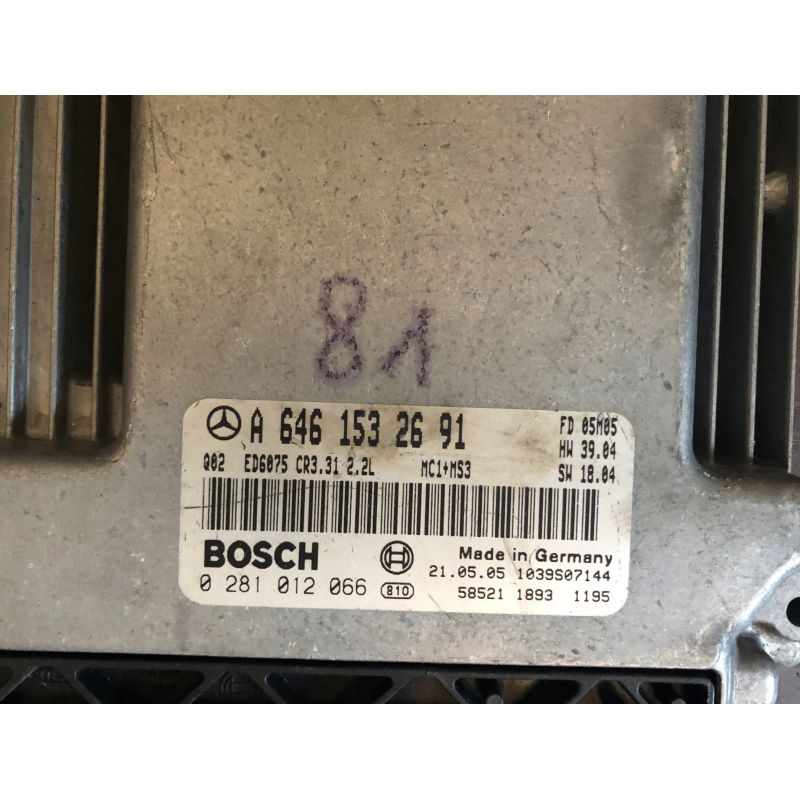 81
A 646 153 26 91
FD 05M05
HW 39.04
Q02 ED6075 CR3.31 2.2L MC1+MS3
SW 18.04
BOSCH
Made in Germany
21.05.05 1039S07144
0 281 012 066 810
58521 1893 1195